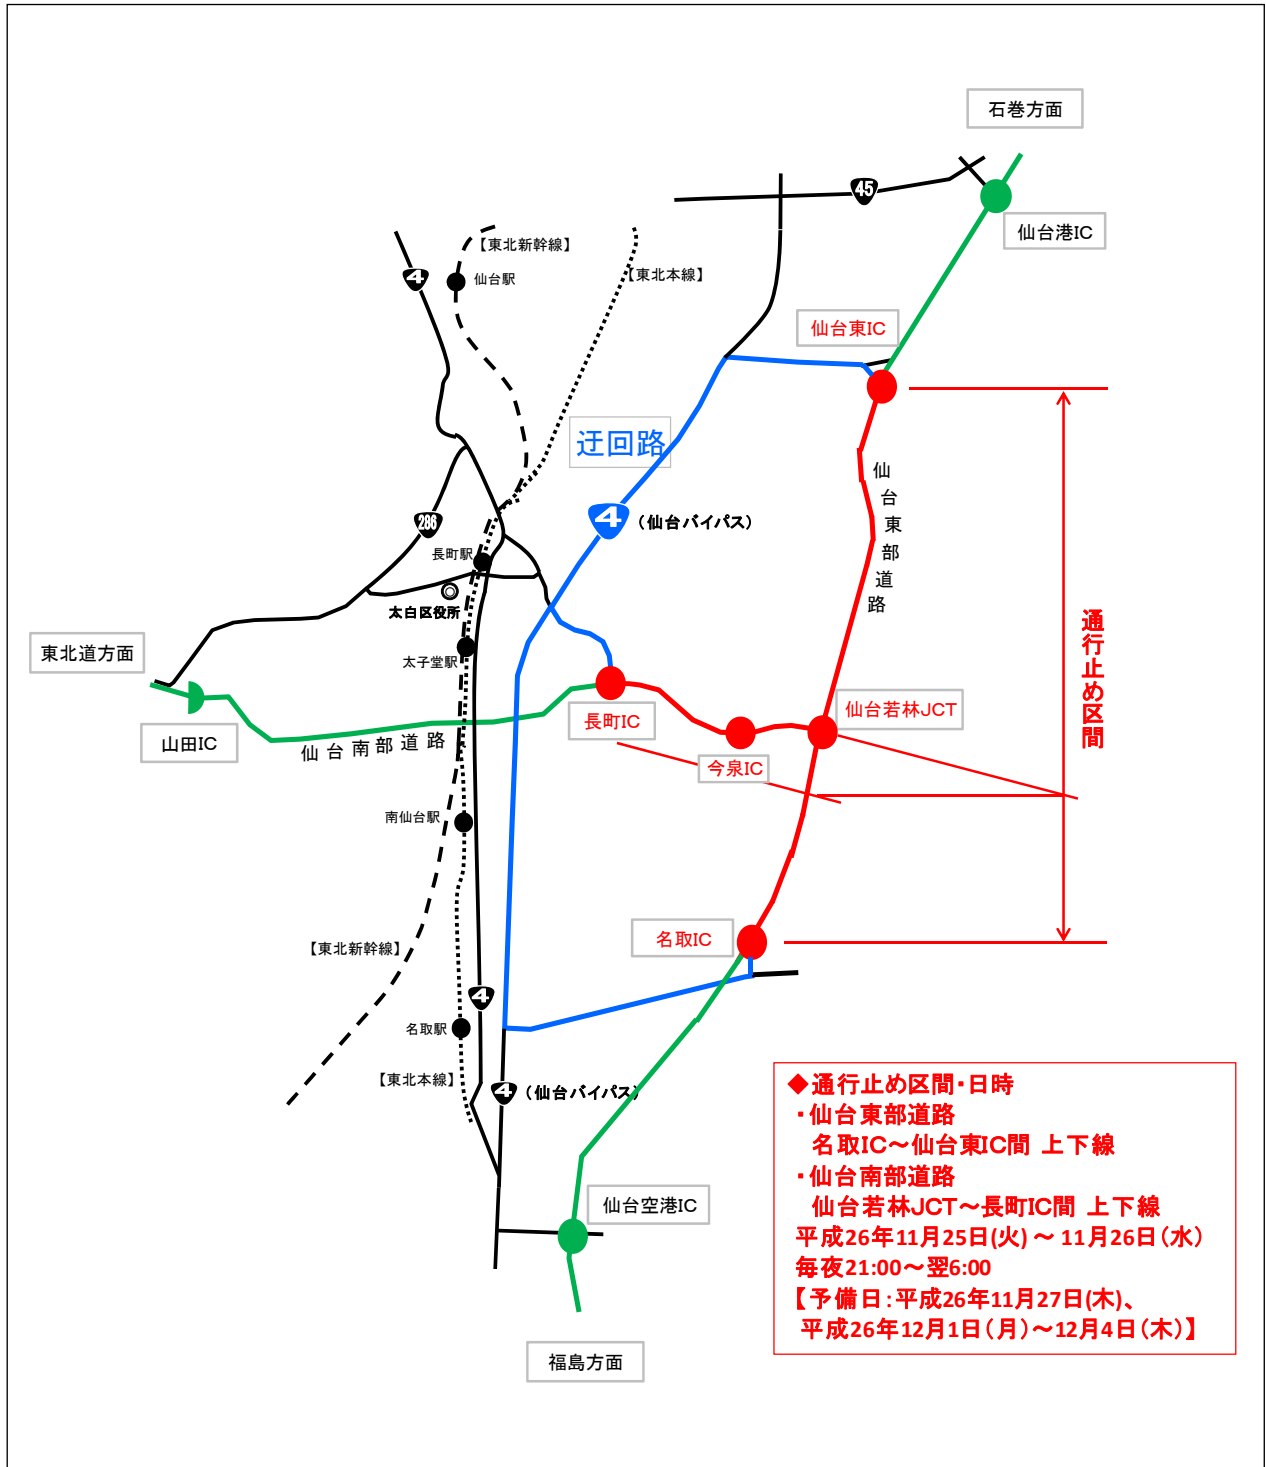 石巻方面
45
仙台港IC
【東北新幹線】
4
仙台駅
【東北本線】
仙台東IC
迂回路
仙台東部道路
4
(仙台バイパス)
286
長町駅
太白区役所
通行止め区間
東北道方面
太子堂駅
仙台若林JCT
長町IC
山田IC
仙台南部道路
今泉IC
南仙台駅
名取IC
【東北新幹線】
4
名取駅
【東北本線】
4
(仙台バイパス)
◆通行止め区間・日時
・仙台東部道路
名取IC～仙台東IC間 上下線
・仙台南部道路
仙台若林JCT～長町IC間 上下線
平成26年11月25日(火) ～ 11月26日(水)
毎夜21:00～翌6:00
【予備日:平成26年11月27日(木)、
平成26年12月1日(月)～12月4日(木)】
仙台空港IC
福島方面